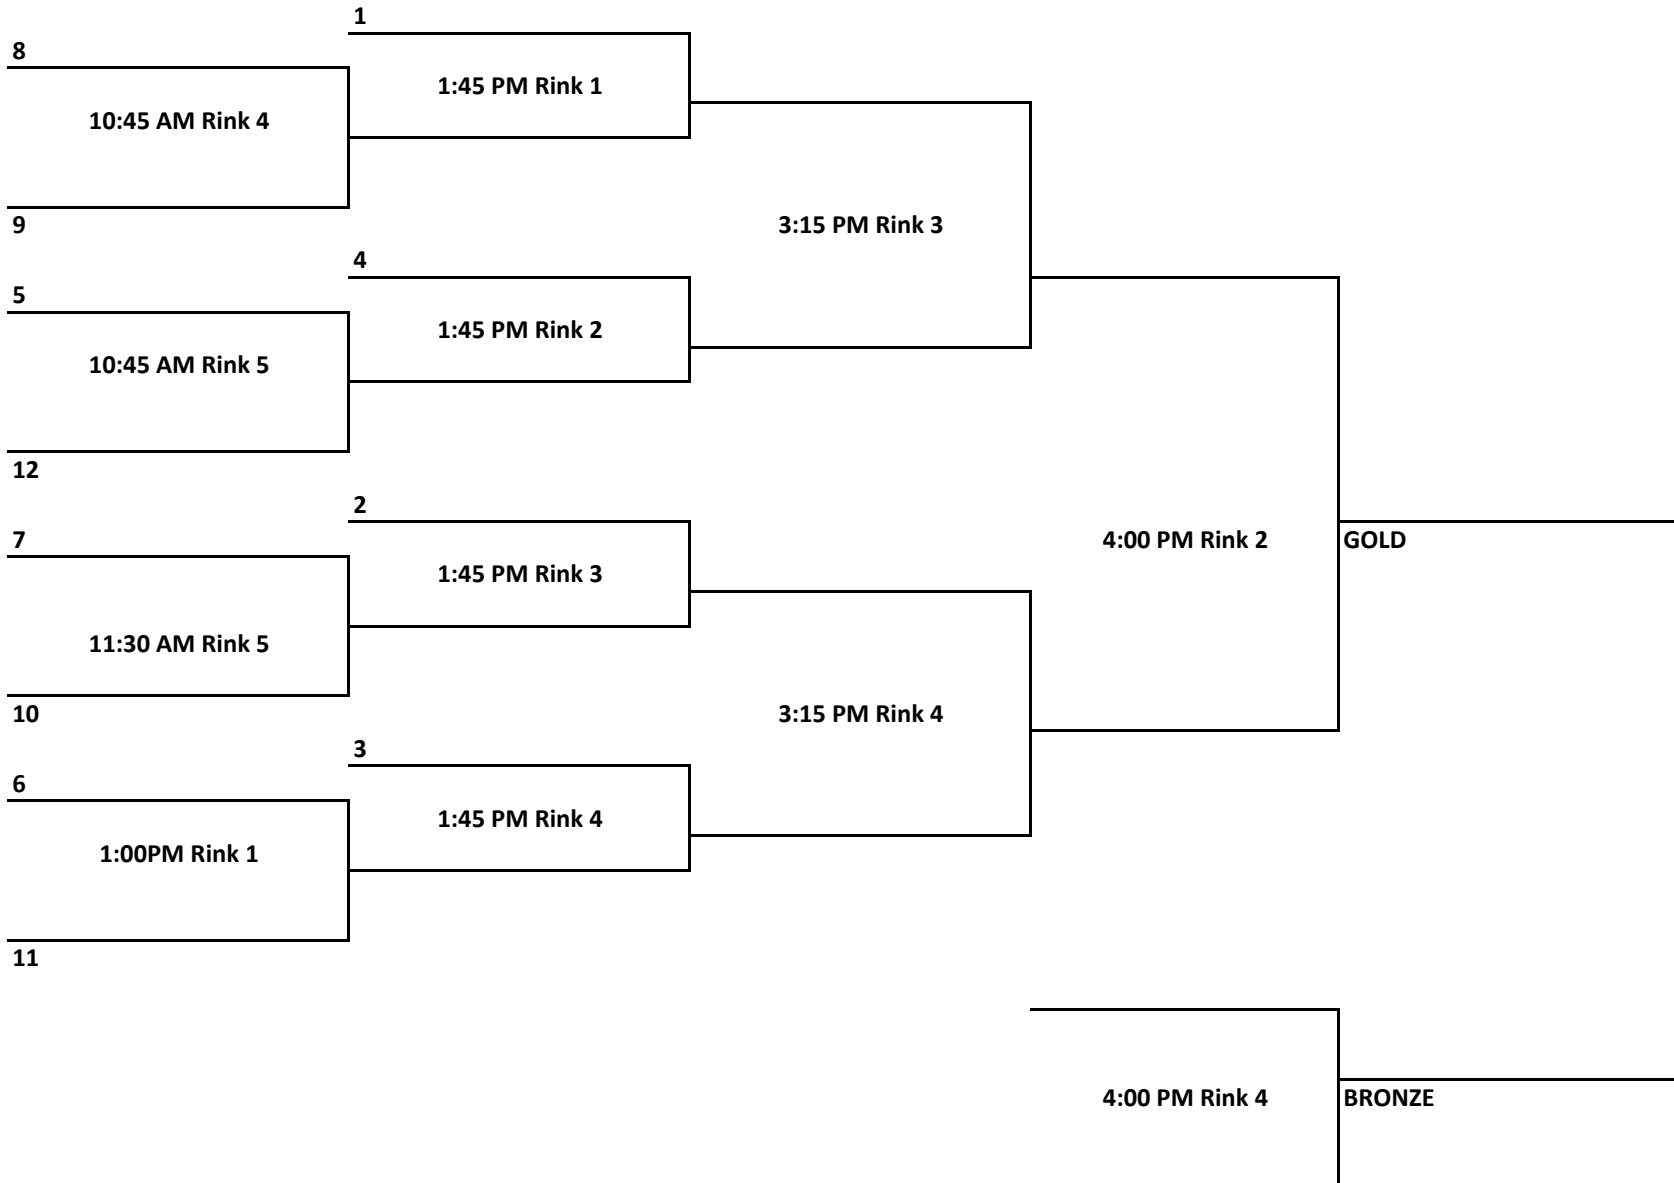 1
8
1:45 PM Rink 1
10:45 AM Rink 4
9
3:15 PM Rink 3
4
5
1:45 PM Rink 2
10:45 AM Rink 5
12
2
7
4:00 PM Rink 2
GOLD
1:45 PM Rink 3
11:30 AM Rink 5
10
3:15 PM Rink 4
3
6
1:45 PM Rink 4
1:00PM Rink 1
11
4:00 PM Rink 4
BRONZE